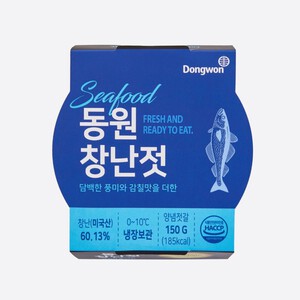 Dongwon
Seafood
FRESH AND
READY TO EAT.
동원
창난젓
담백한 풍미와 감칠맛을 더한
창난(미국산)
60.13%
0~10℃
냉장보관
양념젓갈
150 G
(185kcal)
HACCP